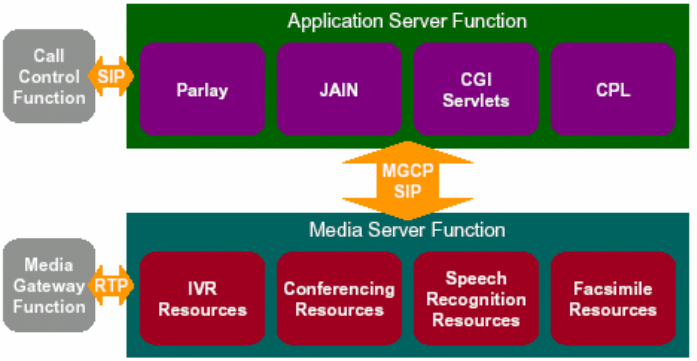 Application Server Function
Call
Control
Function
SIP
Parlay
JAIN
CGI
Servlets
CPL
MGCP
SIP
Media Server Function
Media
Gateway
Function
RTP
IVR
Resources
Conferencing
Resources
Speech
Recognition
Resources
Facsimile
Resources